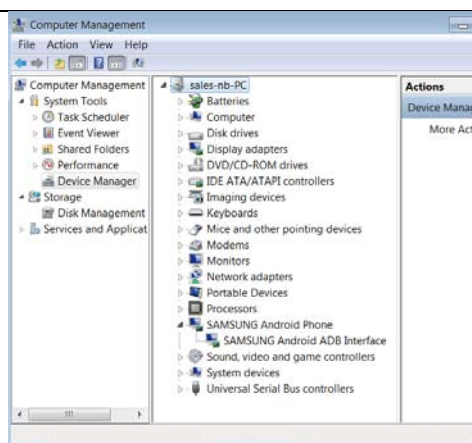 Computer Management
File Action View Help
Computer Management
System Tools
Task Scheduler
Event Viewer
Shared Folders
Performance
Device Manager
Storage
Disk Management
Services and Applicat
sales-nb-PC
Batteries
Computer
Disk drives
Display adapters
DVD/CD-ROM drives
IDE ATA/ATAPI controllers
Imaging devices
Keyboards
Mice and other pointing devices
Modems
Monitors
Network adapters
Portable Devices
Processors
SAMSUNG Android Phone
SAMSUNG Android ADB Interface
Sound, video and game controllers
System devices
Universal Serial Bus controllers
Actions
Device Manag
More Act